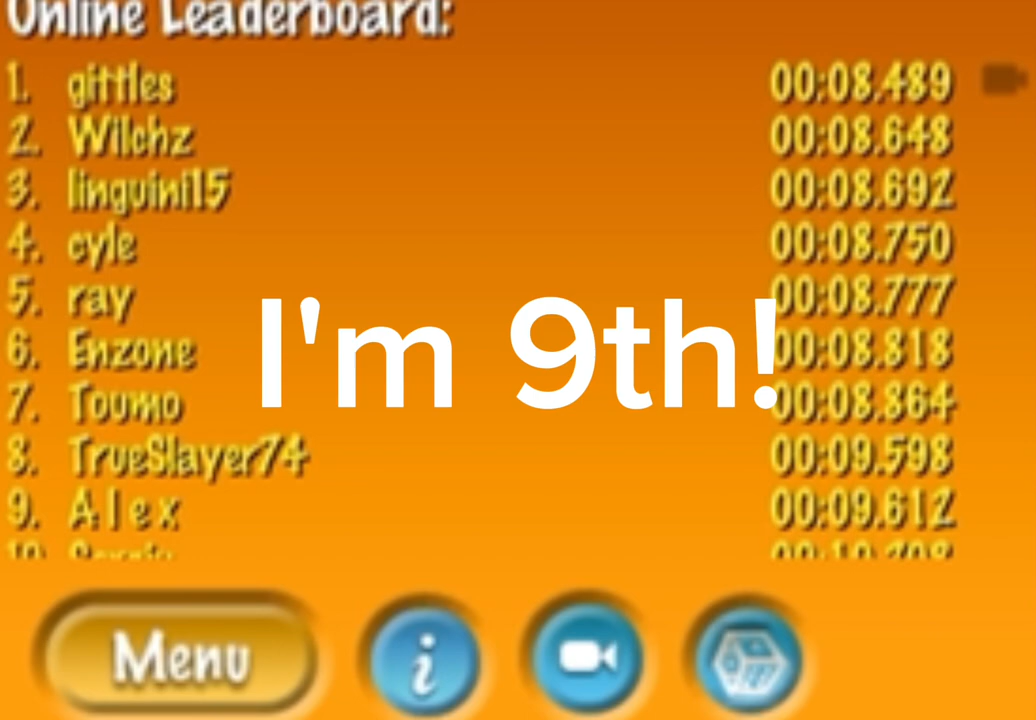 Online Leaderboard:
1. gittles 00:08.489
2. Wilchz 00:08.648
3. linguini15 00:08.692
4. cyle 00:08.750
5. ray 00:08.777
6. Enzone 00:08.818
7. Toumo 00:08.864
8. TrueSlayer74 00:09.598
9. A l e x 00:09.612
10.
I'm 9th!
Menu
i